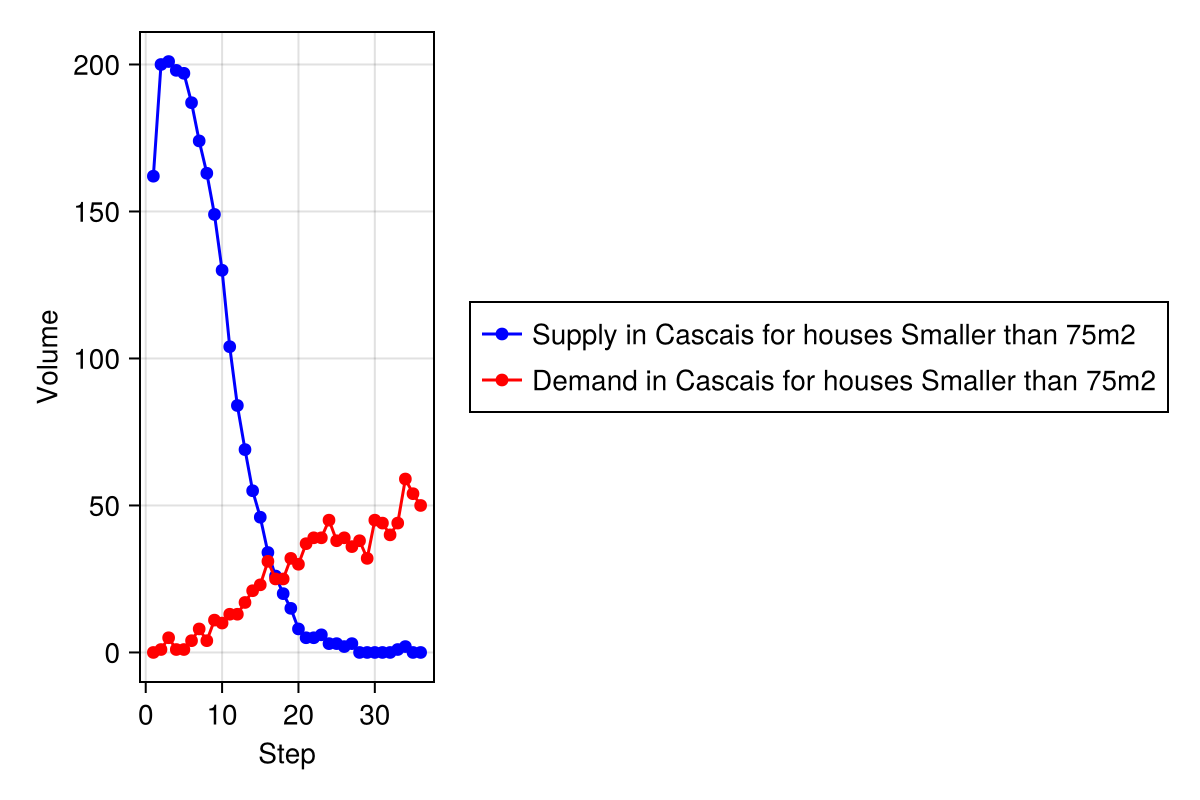 200
150
100
50
0
Volume
0 10 20 30
Step
Supply in Cascais for houses Smaller than 75m2
Demand in Cascais for houses Smaller than 75m2